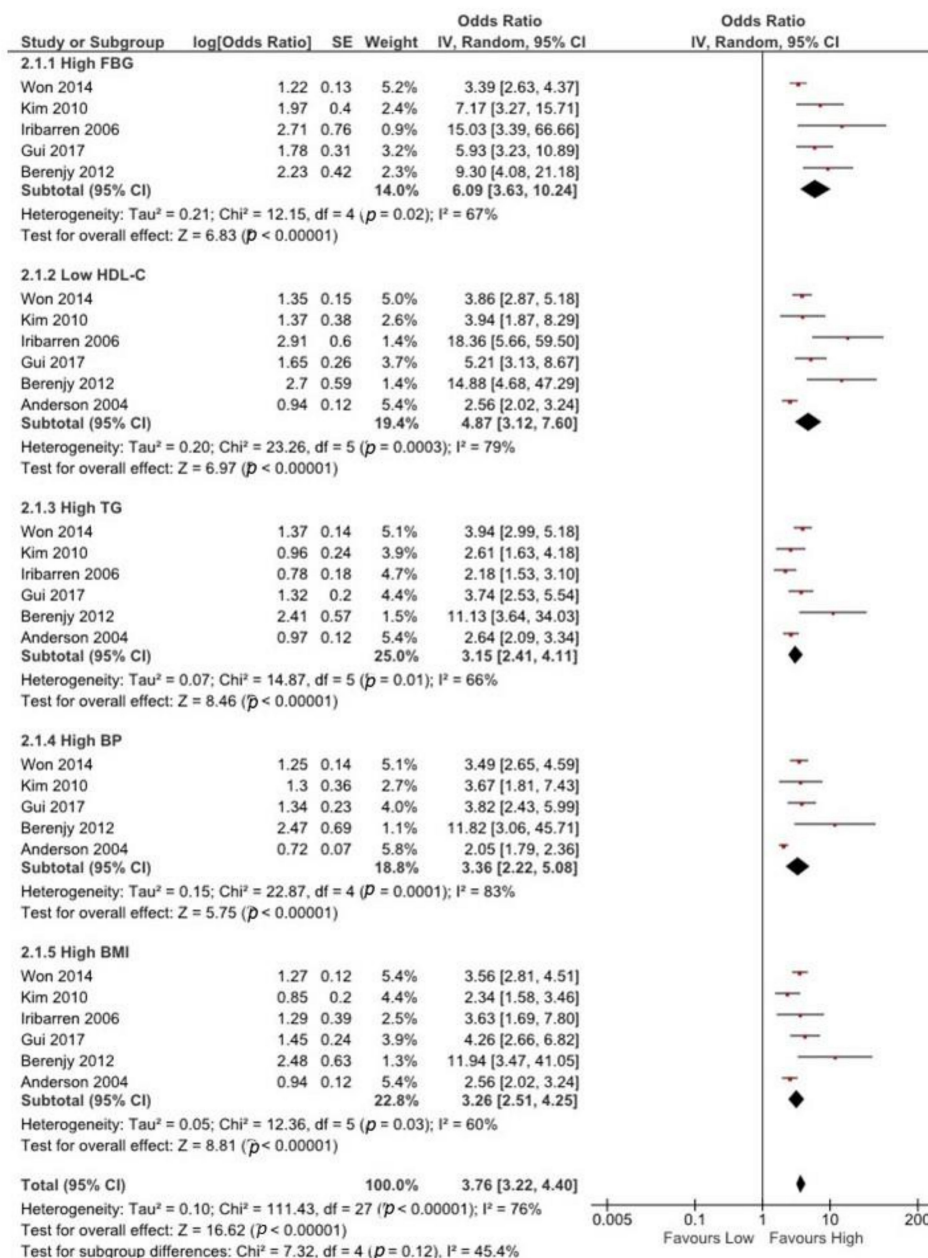 Odds Ratio Odds Ratio
Study or Subgroup log[Odds Ratio] SE Weight IV, Random, 95% CI IV, Random, 95% CI
2.1.1 High FBG
Won 2014 1.22 0.13 5.2% 3.39 [2.63, 4.37]
Kim 2010 1.97 0.4 2.4% 7.17 [3.27, 15.71]
Iribarren 2006 2.71 0.76 0.9% 15.03 [3.39, 66.66]
Gui 2017 1.78 0.31 3.2% 5.93 [3.23, 10.89]
Berenjy 2012 2.23 0.42 2.3% 9.30 [4.08, 21.18]
Subtotal (95% CI) 14.0% 6.09 [3.63, 10.24]
Heterogeneity: Tau² = 0.21; Chi² = 12.15, df = 4 (p = 0.02); I² = 67%
Test for overall effect: Z = 6.83 (p < 0.00001)
2.1.2 Low HDL-C
Won 2014 1.35 0.15 5.0% 3.86 [2.87, 5.18]
Kim 2010 1.37 0.38 2.6% 3.94 [1.87, 8.29]
Iribarren 2006 2.91 0.6 1.4% 18.36 [5.66, 59.50]
Gui 2017 1.65 0.26 3.7% 5.21 [3.13, 8.67]
Berenjy 2012 2.7 0.59 1.4% 14.88 [4.68, 47.29]
Anderson 2004 0.94 0.12 5.4% 2.56 [2.02, 3.24]
Subtotal (95% CI) 19.4% 4.87 [3.12, 7.60]
Heterogeneity: Tau² = 0.20; Chi² = 23.26, df = 5 (p = 0.0003); I² = 79%
Test for overall effect: Z = 6.97 (p < 0.00001)
2.1.3 High TG
Won 2014 1.37 0.14 5.1% 3.94 [2.99, 5.18]
Kim 2010 0.96 0.24 3.9% 2.61 [1.63, 4.18]
Iribarren 2006 0.78 0.18 4.7% 2.18 [1.53, 3.10]
Gui 2017 1.32 0.2 4.4% 3.74 [2.53, 5.54]
Berenjy 2012 2.41 0.57 1.5% 11.13 [3.64, 34.03]
Anderson 2004 0.97 0.12 5.4% 2.64 [2.09, 3.34]
Subtotal (95% CI) 25.0% 3.15 [2.41, 4.11]
Heterogeneity: Tau² = 0.07; Chi² = 14.87, df = 5 (p = 0.01); I² = 66%
Test for overall effect: Z = 8.46 (p < 0.00001)
2.1.4 High BP
Won 2014 1.25 0.14 5.1% 3.49 [2.65, 4.59]
Kim 2010 1.3 0.36 2.7% 3.67 [1.81, 7.43]
Gui 2017 1.34 0.23 4.0% 3.82 [2.43, 5.99]
Berenjy 2012 2.47 0.69 1.1% 11.82 [3.06, 45.71]
Anderson 2004 0.72 0.07 5.8% 2.05 [1.79, 2.36]
Subtotal (95% CI) 18.8% 3.36 [2.22, 5.08]
Heterogeneity: Tau² = 0.15; Chi² = 22.87, df = 4 (p = 0.0001); I² = 83%
Test for overall effect: Z = 5.75 (p < 0.00001)
2.1.5 High BMI
Won 2014 1.27 0.12 5.4% 3.56 [2.81, 4.51]
Kim 2010 0.85 0.2 4.4% 2.34 [1.58, 3.46]
Iribarren 2006 1.29 0.39 2.5% 3.63 [1.69, 7.80]
Gui 2017 1.45 0.24 3.9% 4.26 [2.66, 6.82]
Berenjy 2012 2.48 0.63 1.3% 11.94 [3.47, 41.05]
Anderson 2004 0.94 0.12 5.4% 2.56 [2.02, 3.24]
Subtotal (95% CI) 22.8% 3.26 [2.51, 4.25]
Heterogeneity: Tau² = 0.05; Chi² = 12.36, df = 5 (p = 0.03); I² = 60%
Test for overall effect: Z = 8.81 (p < 0.00001)
Total (95% CI) 100.0% 3.76 [3.22, 4.40]
Heterogeneity: Tau² = 0.10; Chi² = 111.43, df = 27 (p < 0.00001); I² = 76%
0.005 1 10 200
Test for overall effect: Z = 16.62 (p < 0.00001)
Favours Low Favours High
Test for subgroup differences: Chi² = 7.32, df = 4 (p = 0.12), I² = 45.4%